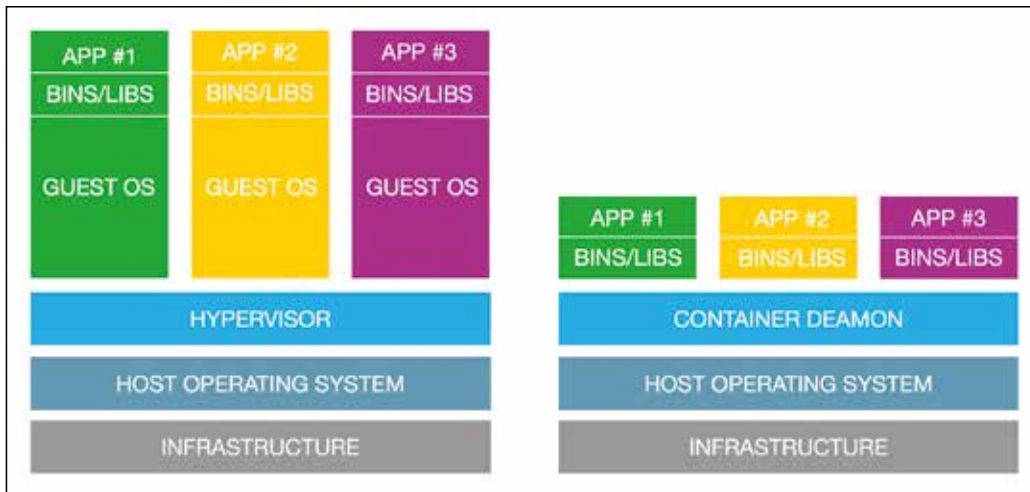 APP #1
BINS/LIBS
GUEST OS
APP #2
BINS/LIBS
GUEST OS
APP #3
BINS/LIBS
GUEST OS
HYPERVISOR
HOST OPERATING SYSTEM
INFRASTRUCTURE
APP #1
BINS/LIBS
APP #2
BINS/LIBS
APP #3
BINS/LIBS
CONTAINER DEAMON
HOST OPERATING SYSTEM
INFRASTRUCTURE